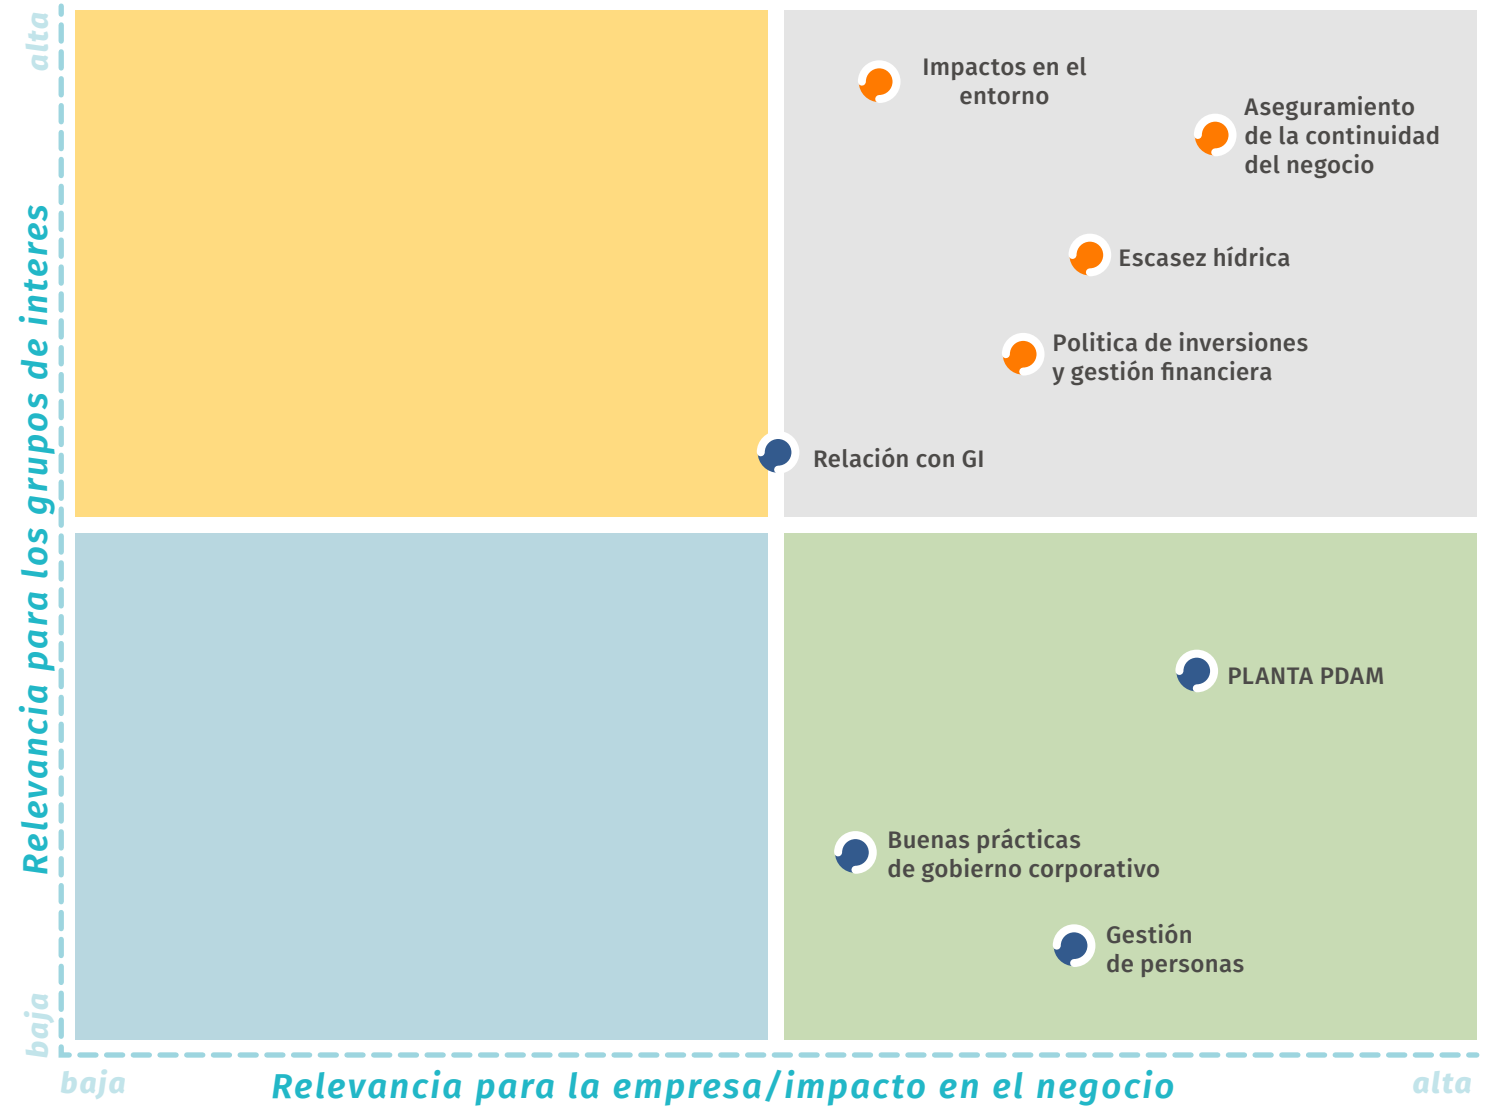 alta
Relevancia para los grupos de interes
baja
Impactos en el
entorno
Aseguramiento
de la continuidad
del negocio
Escasez hídrica
Politica de inversiones
y gestión financiera
Relación con GI
PLANTA PDAM
Buenas prácticas
de gobierno corporativo
Gestión
de personas
baja
Relevancia para la empresa/impacto en el negocio
alta